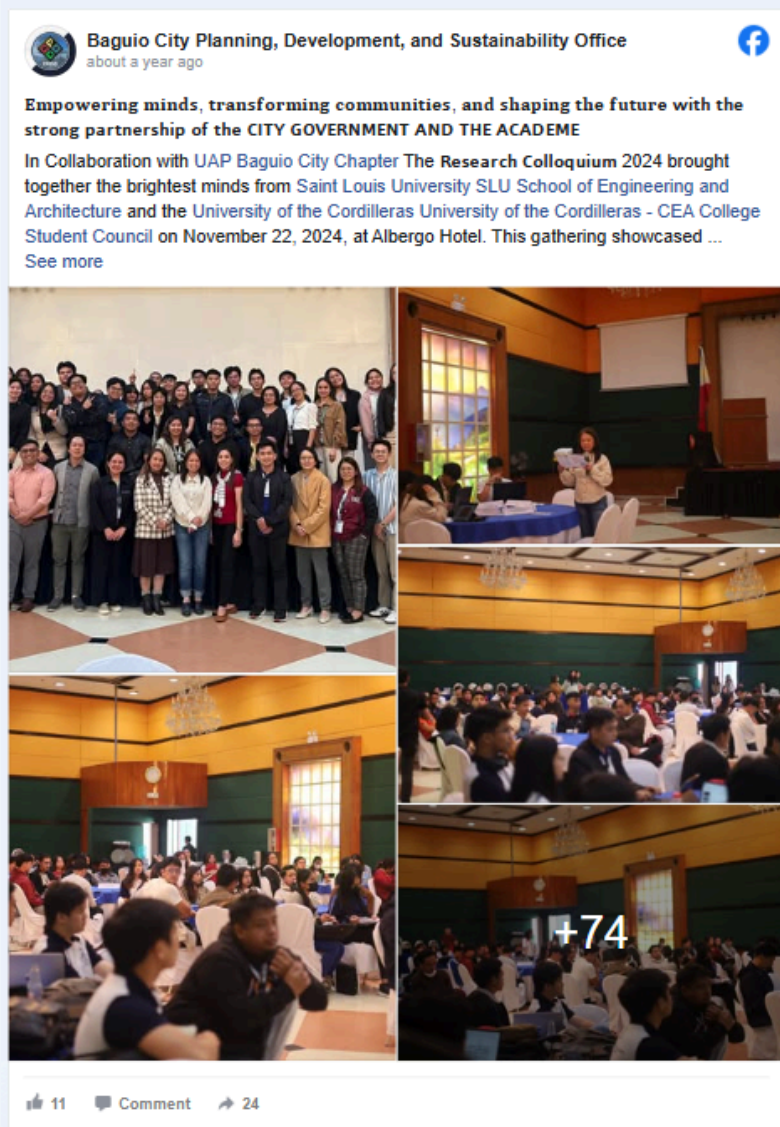 Baguio City Planning, Development, and Sustainability Office
about a year ago
Empowering minds, transforming communities, and shaping the future with the
strong partnership of the CITY GOVERNMENT AND THE ACADEME
In Collaboration with UAP Baguio City Chapter The Research Colloquium 2024 brought
together the brightest minds from Saint Louis University SLU School of Engineering and
Architecture and the University of the Cordilleras University of the Cordilleras - CEA College
Student Council on November 22, 2024, at Albergo Hotel. This gathering showcased ...
See more
+74
11 Comment 24